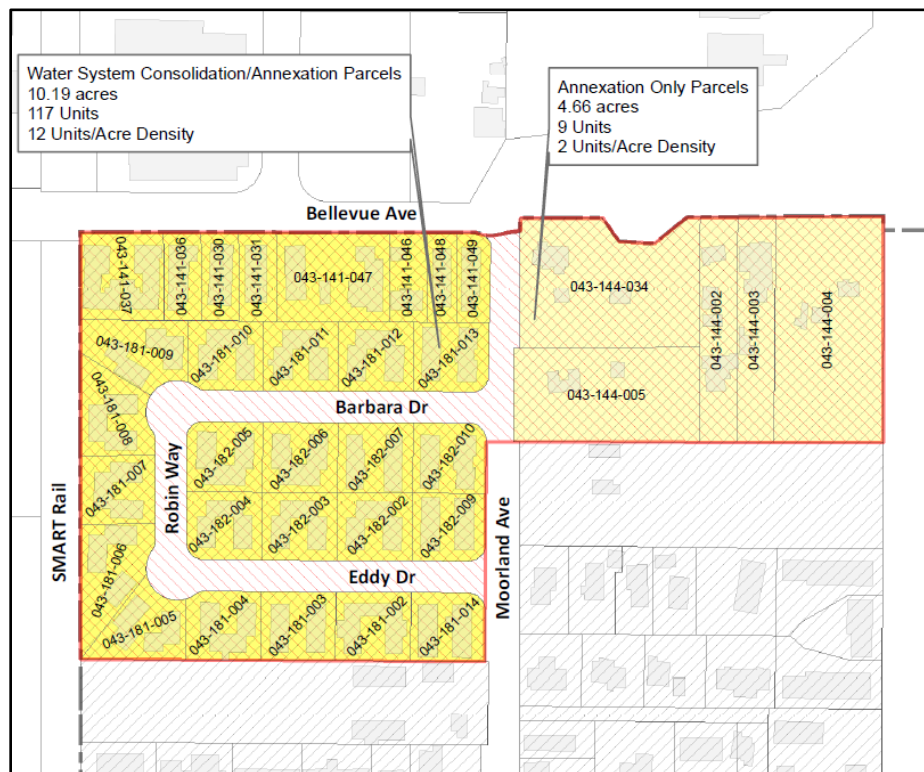 Water System Consolidation/Annexation Parcels
10.19 acres
117 Units
12 Units/Acre Density
Annexation Only Parcels
4.66 acres
9 Units
2 Units/Acre Density
Bellevue Ave
043-141-037
043-141-036
043-141-030
043-141-031
043-141-047
043-141-046
043-141-048
043-141-049
043-144-034
043-144-002
043-144-003
043-144-004
043-181-009
043-181-010
043-181-011
043-181-012
043-181-013
043-144-005
Barbara Dr
043-181-008
043-182-005
043-182-006
043-182-007
043-182-010
043-181-007
Robin Way
043-182-004
043-182-003
043-182-002
043-182-009
SMART Rail
Moorland Ave
043-181-006
Eddy Dr
043-181-005
043-181-004
043-181-003
043-181-002
043-181-014